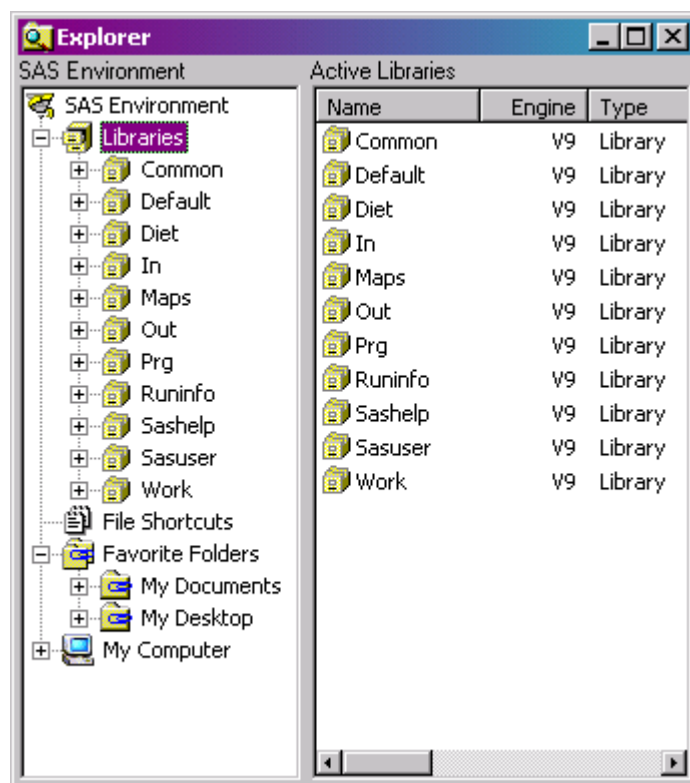 Explorer
SAS Environment
Active Libraries
SAS Environment
Libraries
Common
Default
Diet
In
Maps
Out
Prg
Runinfo
Sashelp
Sasuser
Work
File Shortcuts
Favorite Folders
My Documents
My Desktop
My Computer
Name Engine Type
Common V9 Library
Default V9 Library
Diet V9 Library
In V9 Library
Maps V9 Library
Out V9 Library
Prg V9 Library
Runinfo V9 Library
Sashelp V9 Library
Sasuser V9 Library
Work V9 Library